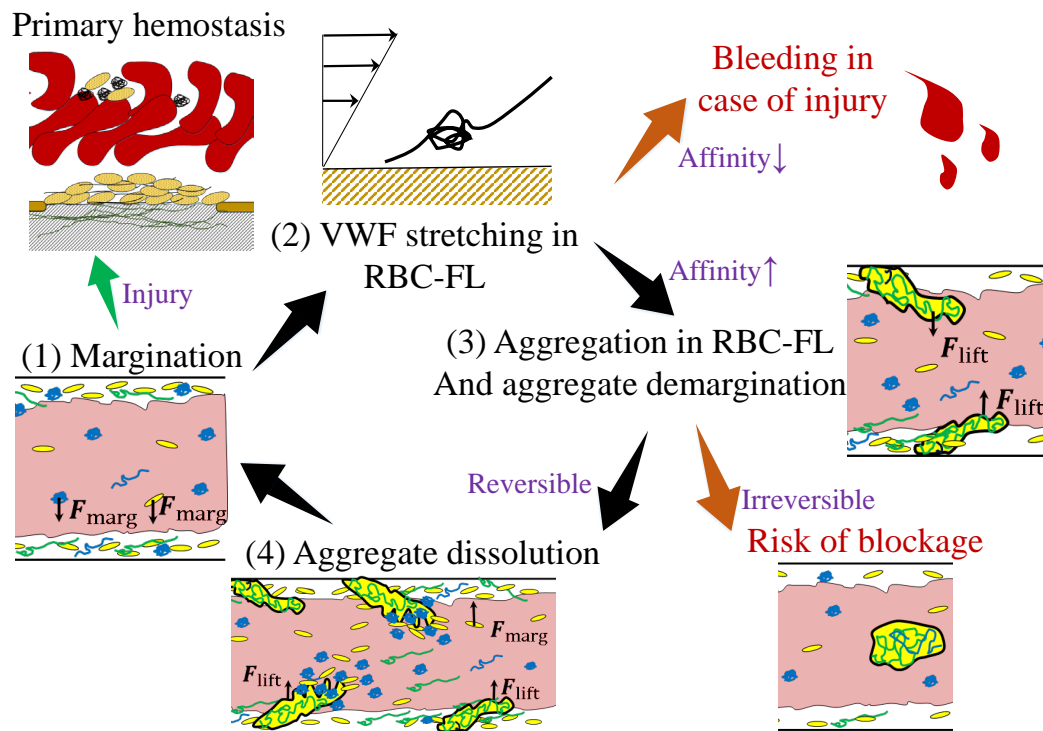 Primary hemostasis
Bleeding in
case of injury
Affinity↓
(2) VWF stretching in
RBC-FL
Affinity↑
Injury
(1) Margination
(3) Aggregation in RBC-FL
And aggregate demargination
F_lift
F_lift
F_marg
F_marg
Reversible
Irreversible
(4) Aggregate dissolution
Risk of blockage
F_marg
F_lift
F_lift